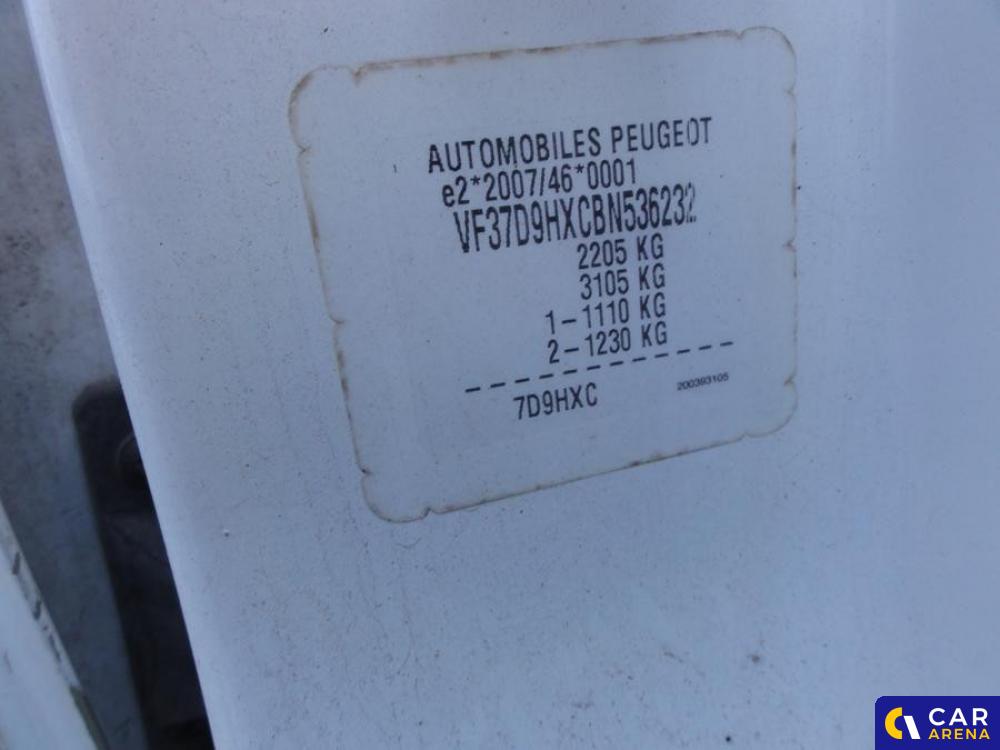 AUTOMOBILES PEUGEOT
e2*2007/46*0001
VF37D9HXCBN536232
2205 KG
3105 KG
1-1110 KG
2-1230 KG
7D9HXC 200393105
CAR
ARENA